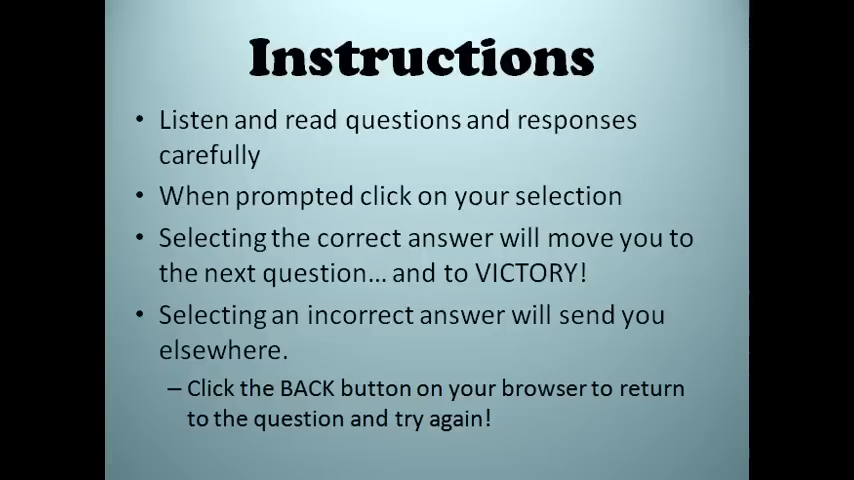 Instructions
• Listen and read questions and responses
carefully
• When prompted click on your selection
• Selecting the correct answer will move you to
the next question... and to VICTORY!
• Selecting an incorrect answer will send you
elsewhere.
– Click the BACK button on your browser to return
to the question and try again!